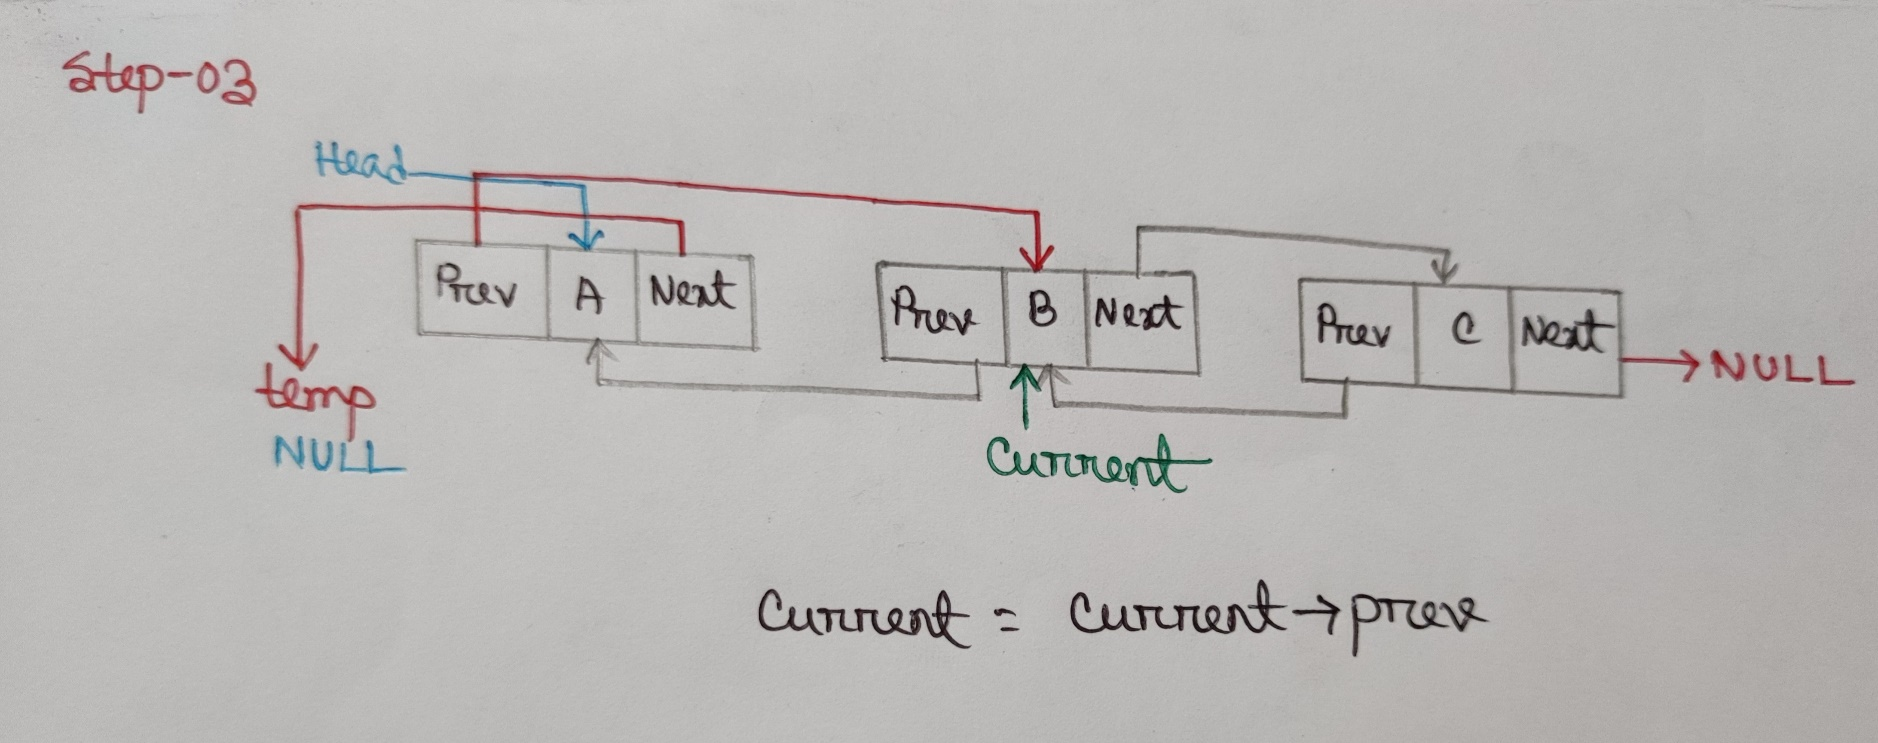 Step-03
Head
Prev A Next
Prev B Next
Prev C Next
NULL
temp
NULL
Current
Current = Current→prev